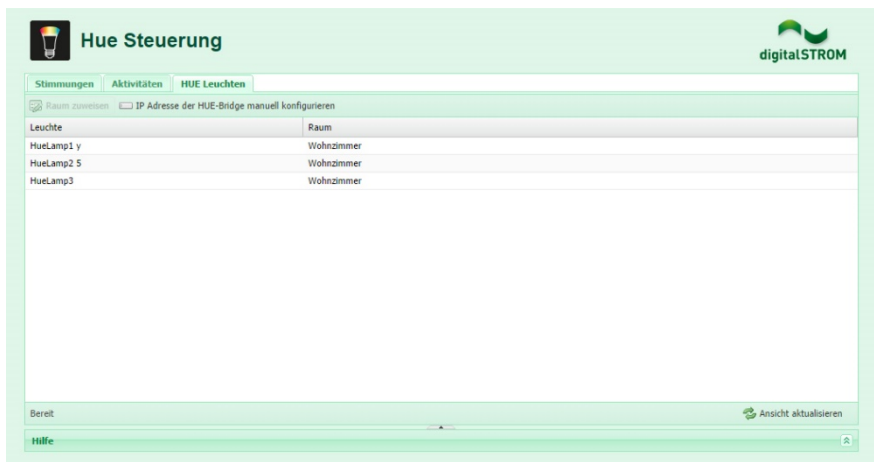 Hue Steuerung
digitalSTROM
Stimmungen Aktivitäten HUE Leuchten
Raum zuweisen IP Adresse der HUE-Bridge manuell konfigurieren
Leuchte Raum
HueLamp1 y Wohnzimmer
HueLamp2 5 Wohnzimmer
HueLamp3 Wohnzimmer
Bereit Ansicht aktualisieren
Hilfe